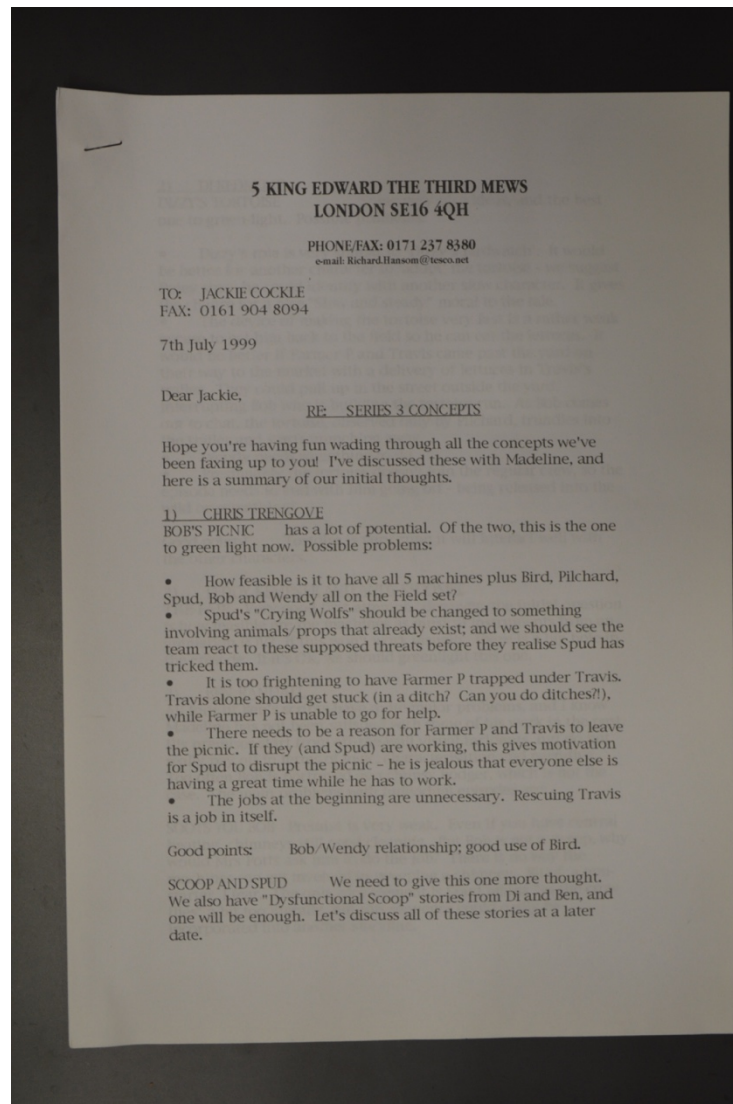 5 KING EDWARD THE THIRD MEWS
LONDON SE16 4QH
PHONE/FAX: 0171 237 8380
e-mail: Richard.Hansom@tesco.net
TO: JACKIE COCKLE
FAX: 0161 904 8094
7th July 1999
Dear Jackie,
RE: SERIES 3 CONCEPTS
Hope you're having fun wading through all the concepts we've
been faxing up to you! I've discussed these with Madeline, and
here is a summary of our initial thoughts.
1) CHRIS TRENGOVE
BOB'S PICNIC has a lot of potential. Of the two, this is the one
to green light now. Possible problems:
• How feasible is it to have all 5 machines plus Bird, Pilchard,
Spud, Bob and Wendy all on the Field set?
• Spud's "Crying Wolfs" should be changed to something
involving animals/props that already exist; and we should see the
team react to these supposed threats before they realise Spud has
tricked them.
• It is too frightening to have Farmer P trapped under Travis.
Travis alone should get stuck (in a ditch? Can you do ditches?!),
while Farmer P is unable to go for help.
• There needs to be a reason for Farmer P and Travis to leave
the picnic. If they (and Spud) are working, this gives motivation
for Spud to disrupt the picnic – he is jealous that everyone else is
having a great time while he has to work.
• The jobs at the beginning are unnecessary. Rescuing Travis
is a job in itself.
Good points: Bob/Wendy relationship; good use of Bird.
SCOOP AND SPUD We need to give this one more thought.
We also have "Dysfunctional Scoop" stories from Di and Ben, and
one will be enough. Let's discuss all of these stories at a later
date.